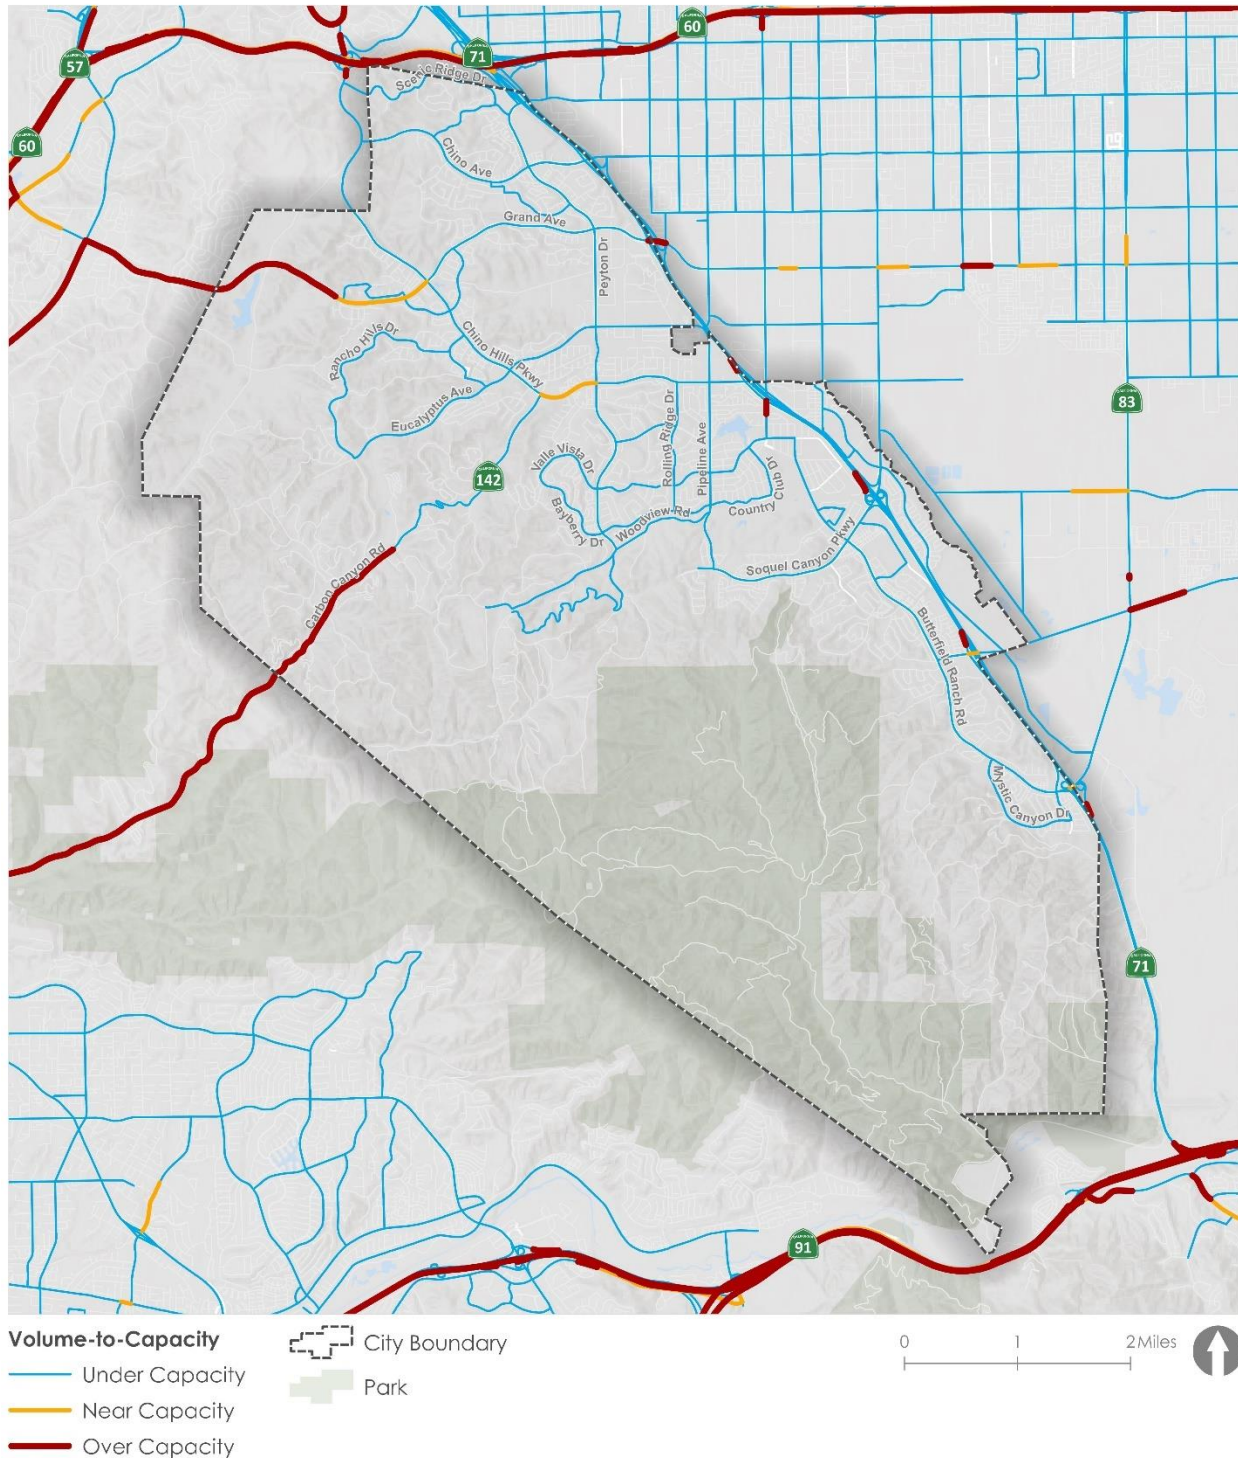 60
71
57
Scenic Ridge Dr
60
Chino Ave
Grand Ave
Peyton Dr
Rancho Hills Dr
Chino Hills Pkwy
Eucalyptus Ave
83
Rolling Ridge Dr
Pipeline Ave
Valle Vista Dr
142
Club Dr
Country
Bayberry Dr
Woodview Rd
Soquel Canyon Pkwy
Carbon Canyon Rd
Butterfield Ranch Rd
Mystic Canyon Dr
71
91
Volume-to-Capacity
Under Capacity
Near Capacity
Over Capacity
City Boundary
Park
0 1 2 Miles